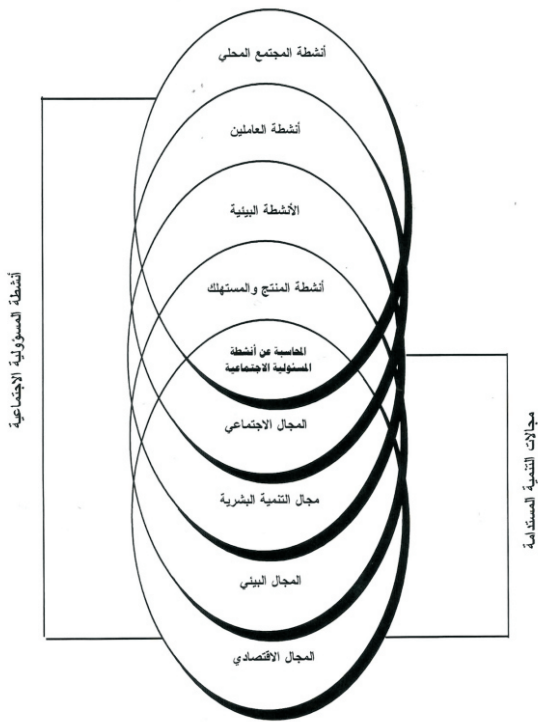 أنشطة المجتمع المحلي
أنشطة العاملين
الأنشطة البيئية
أنشطة المنتج والمستهلك
المحاسبة عن أنشطة
المسئولية الاجتماعية
المجال الاجتماعي
مجال التنمية البشرية
المجال البيئي
المجال الاقتصادي
أنشطة المسؤولية الاجتماعية
مجالات التنمية المستدامة